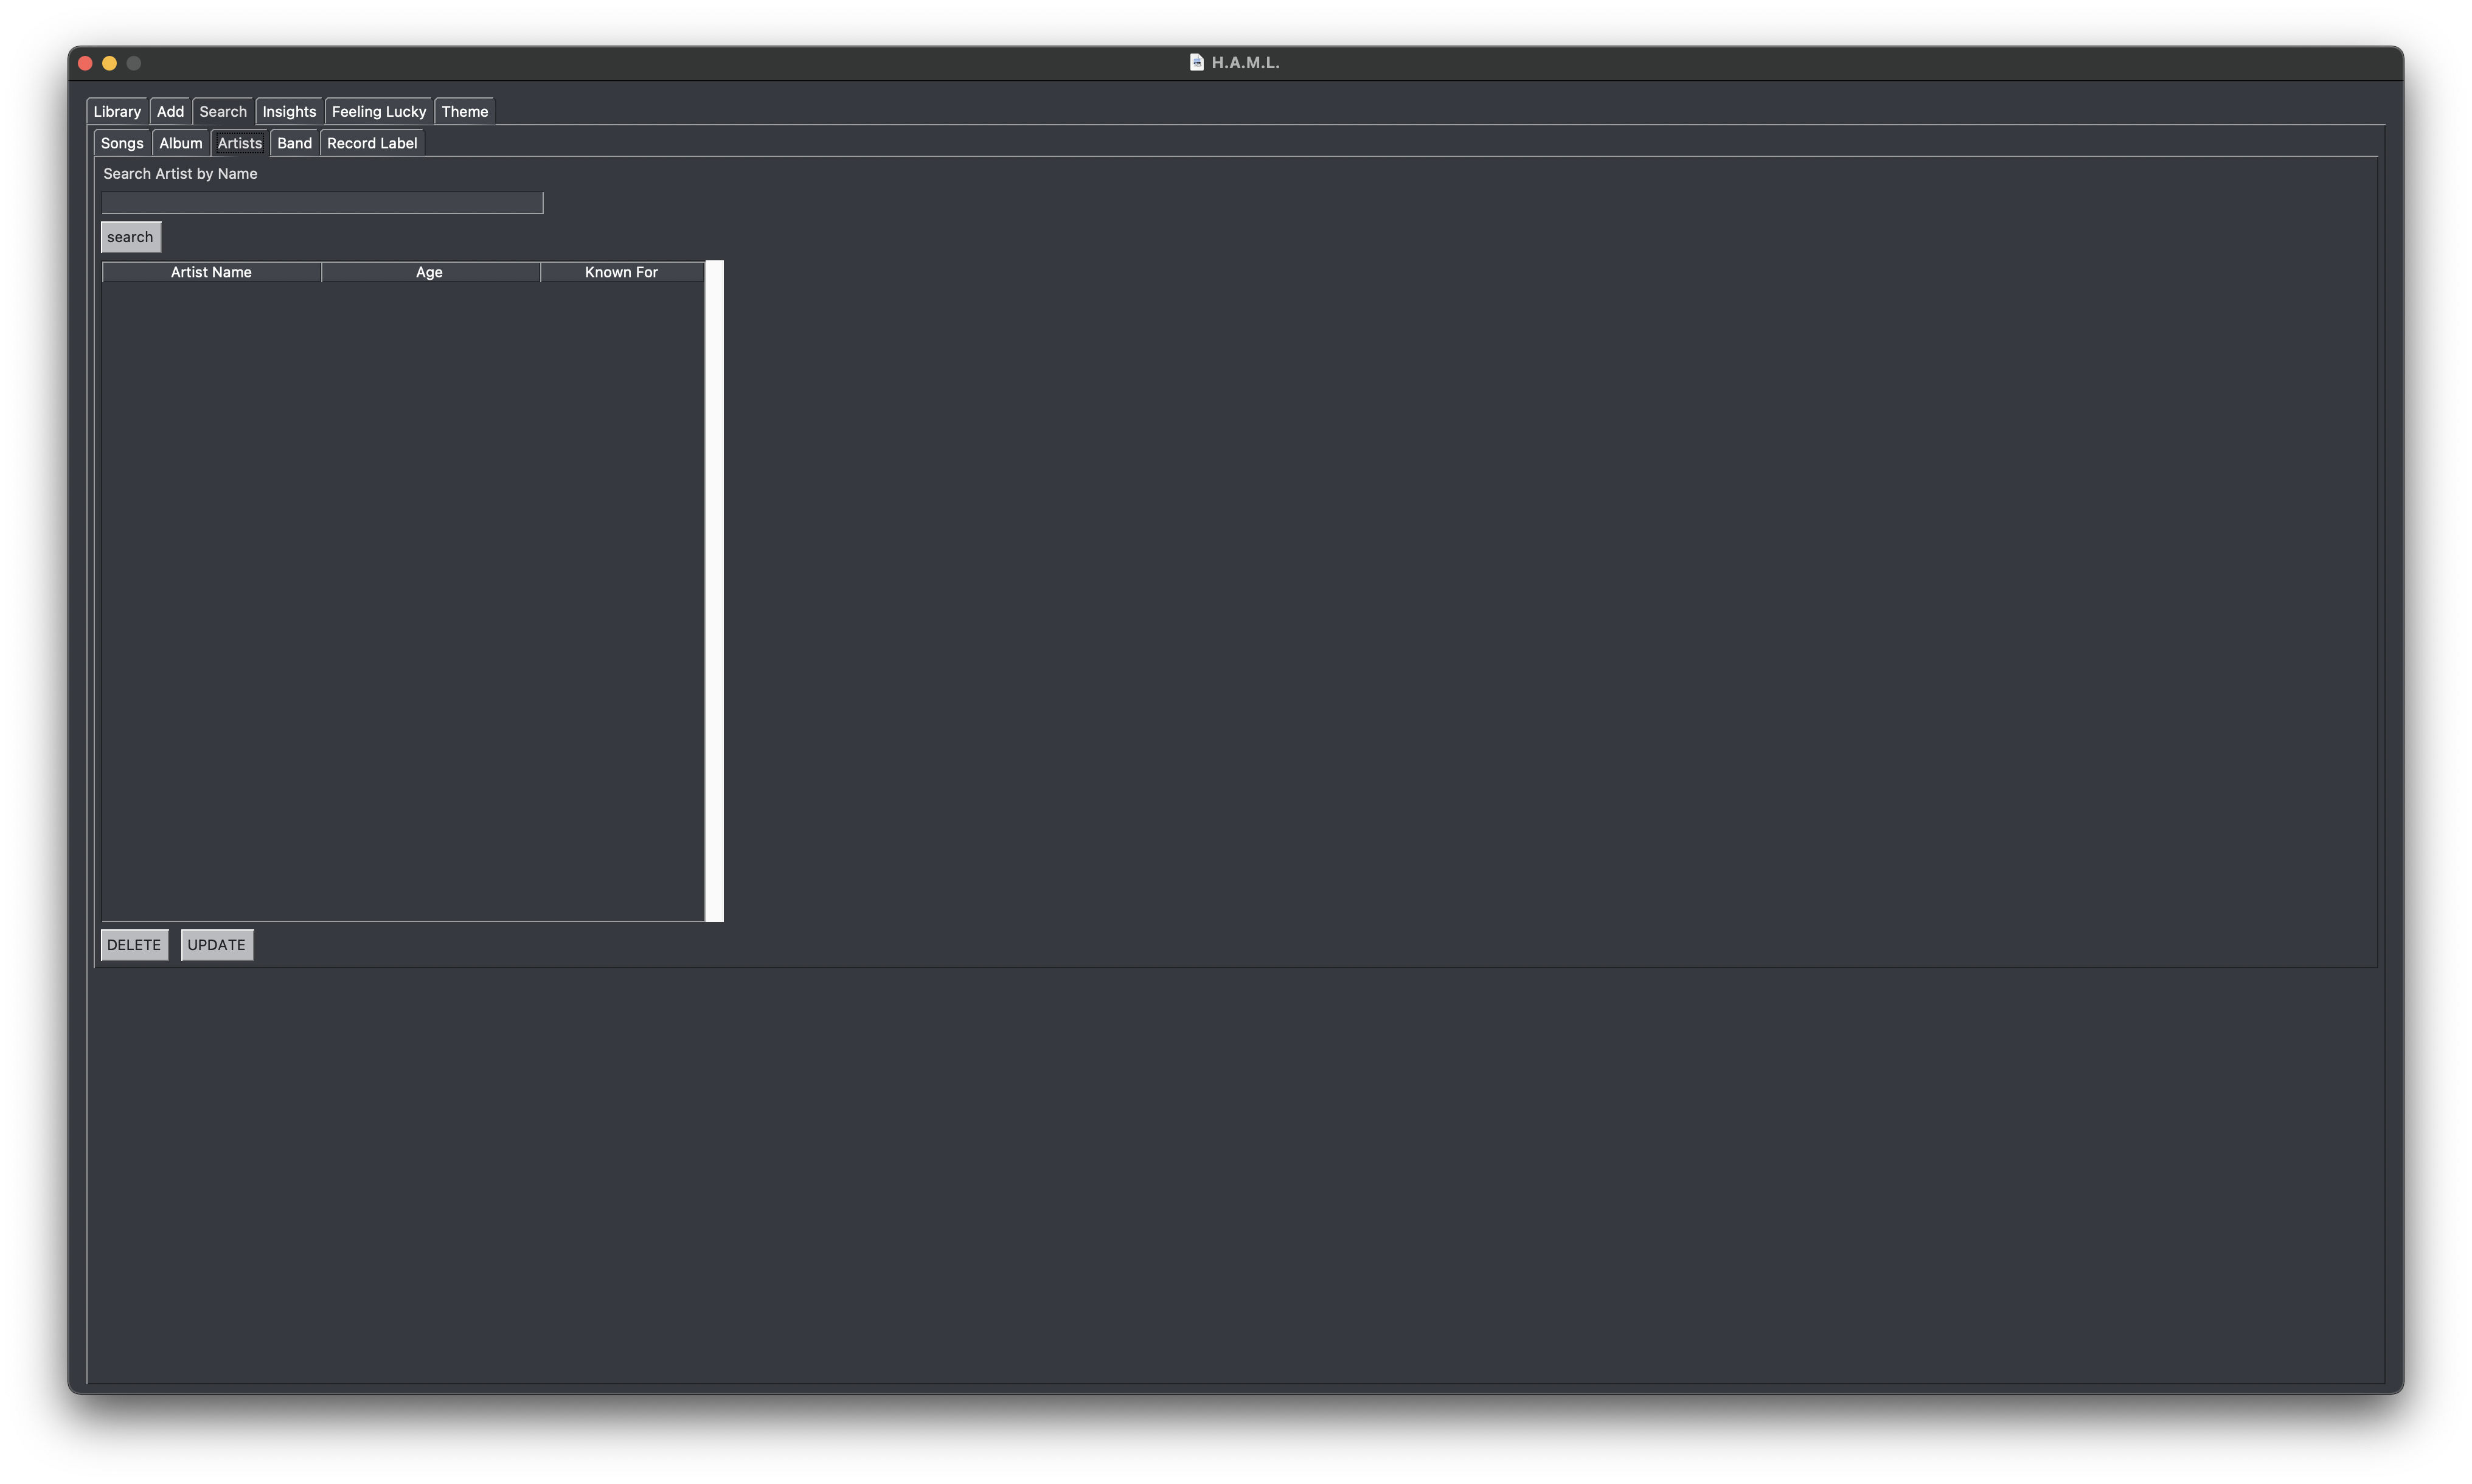 H.A.M.L.
Library Add Search Insights Feeling Lucky Theme
Songs Album Artists Band Record Label
Search Artist by Name
search
Artist Name Age Known For
DELETE UPDATE